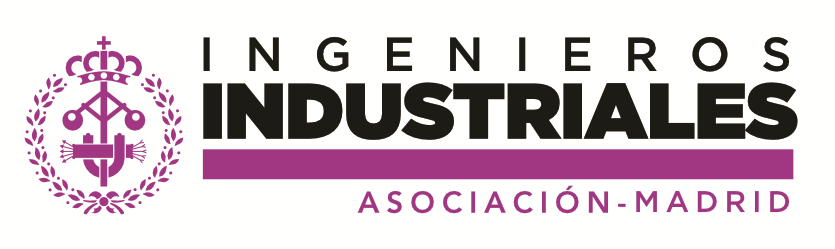 INGENIEROS
INDUSTRIALES
ASOCIACIÓN-MADRID